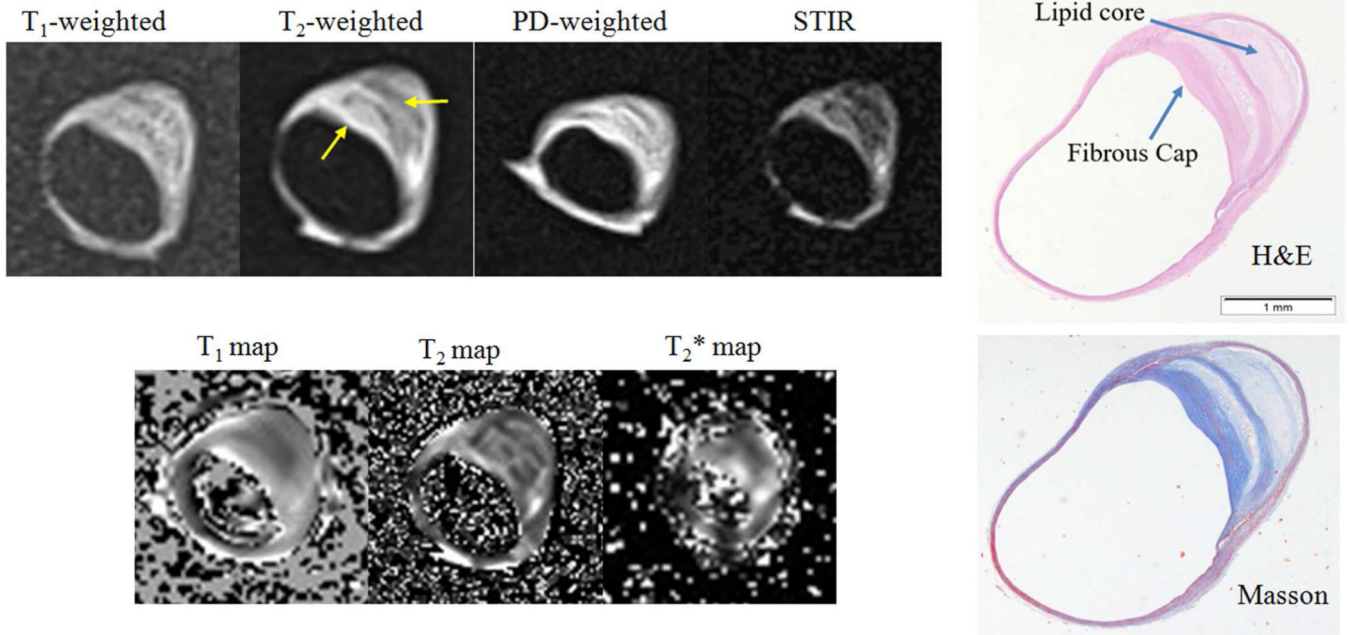 T₁-weighted
T₂-weighted
PD-weighted
STIR
Lipid core
Fibrous Cap
H&E
1 mm
T₁ map
T₂ map
T₂* map
Masson